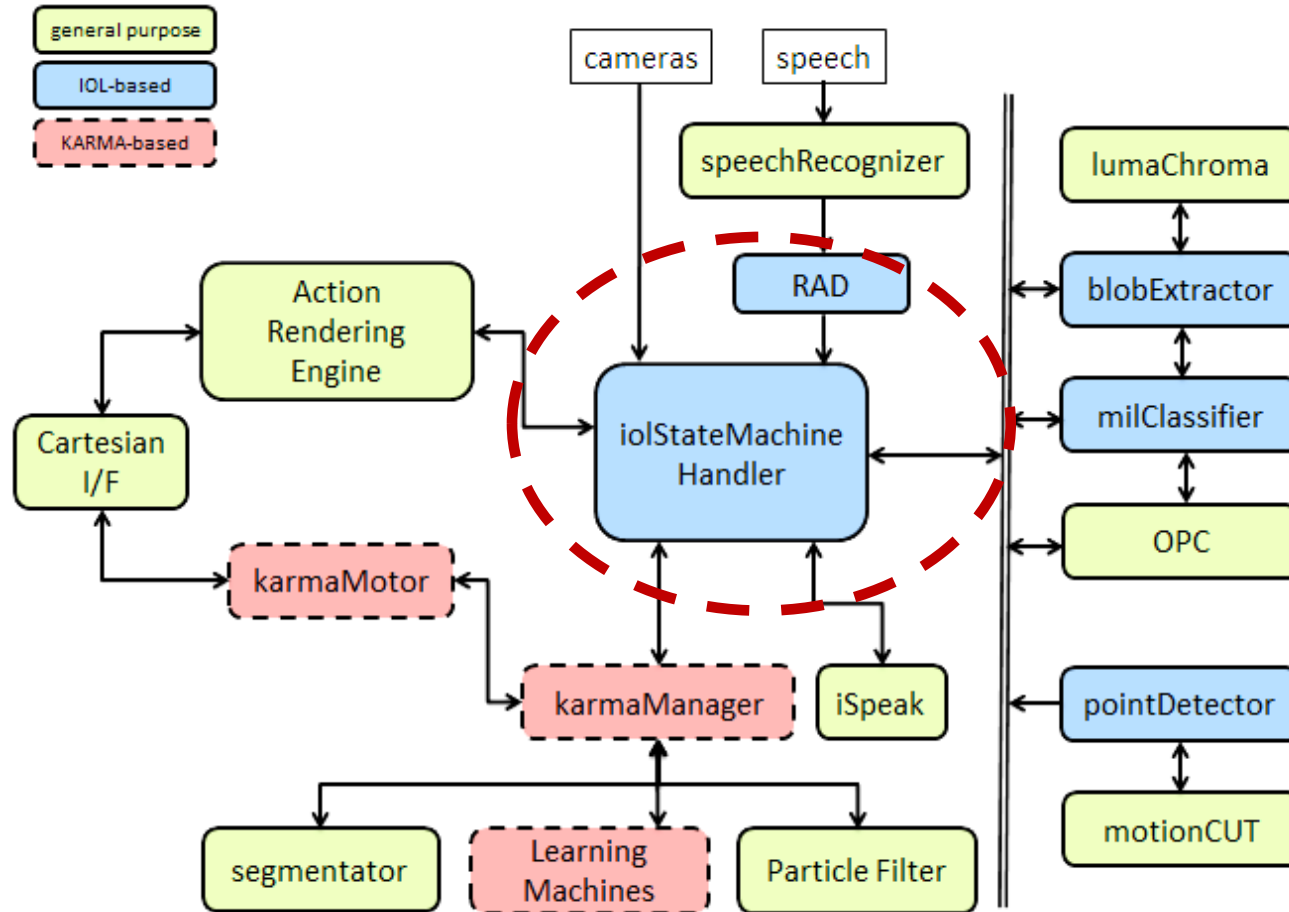 general purpose
IOL-based
KARMA-based
cameras
speech
speechRecognizer
RAD
lumaChroma
blobExtractor
milClassifier
OPC
Action
Rendering
Engine
iolStateMachine
Handler
Cartesian
I/F
karmaMotor
karmaManager
iSpeak
pointDetector
motionCUT
segmentator
Learning
Machines
Particle Filter